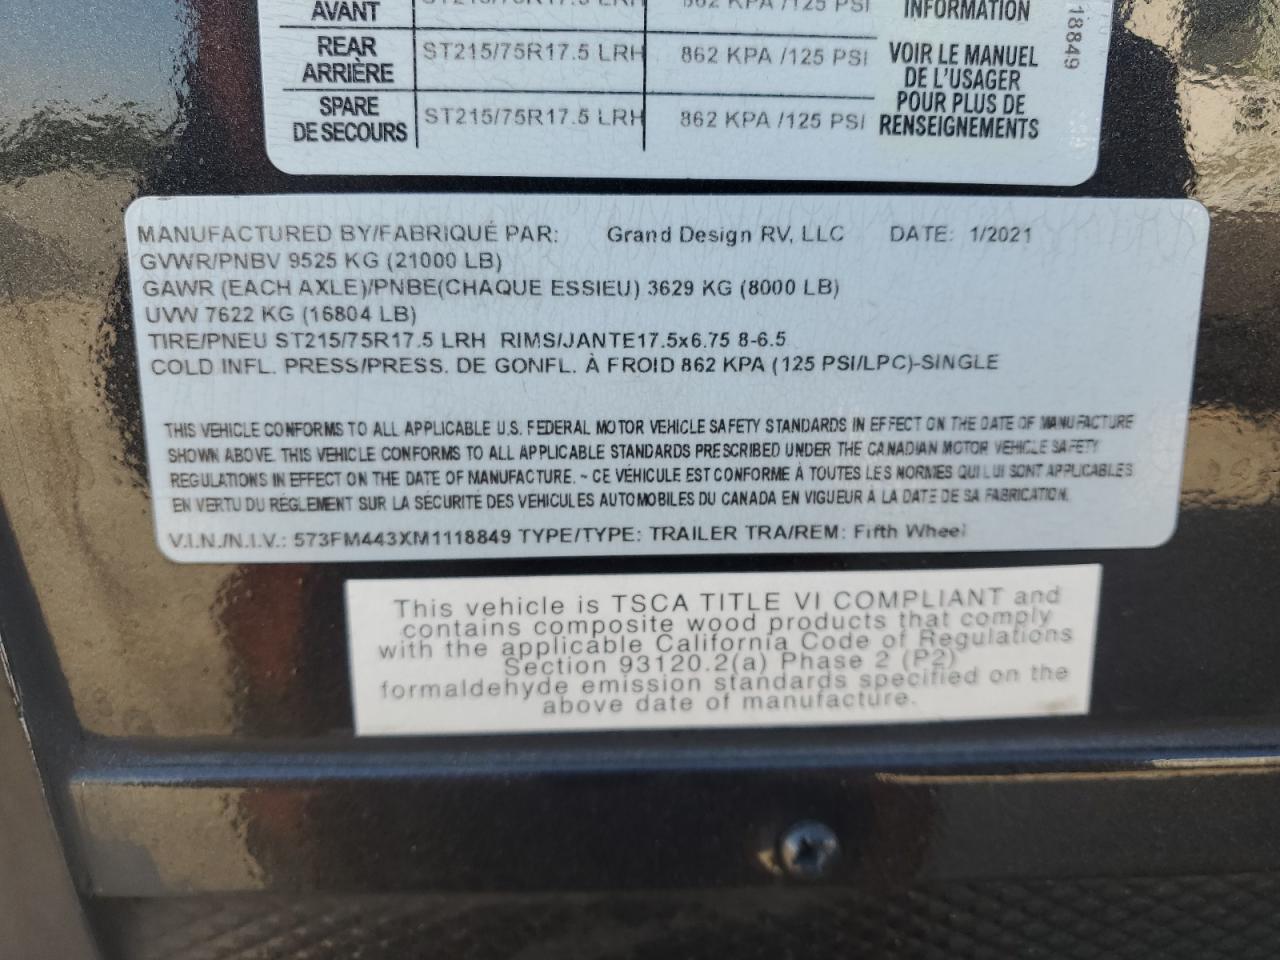 AVANT ST215/75R17.5 LRH 862 KPA /125 PSI INFORMATION
REAR
ARRIÈRE ST215/75R17.5 LRH 862 KPA /125 PSI
SPARE
DE SECOURS ST215/75R17.5 LRH 862 KPA /125 PSI
VOIR LE MANUEL
DE L'USAGER
POUR PLUS DE
RENSEIGNEMENTS
18849
MANUFACTURED BY/FABRIQUÉ PAR: Grand Design RV, LLC DATE: 1/2021
GVWR/PNBV 9525 KG (21000 LB)
GAWR (EACH AXLE)/PNBE(CHAQUE ESSIEU) 3629 KG (8000 LB)
UVW 7622 KG (16804 LB)
TIRE/PNEU ST215/75R17.5 LRH RIMS/JANTE17.5x6.75 8-6.5
COLD INFL. PRESS/PRESS. DE GONFL. À FROID 862 KPA (125 PSI/LPC)-SINGLE
THIS VEHICLE CONFORMS TO ALL APPLICABLE U.S. FEDERAL MOTOR VEHICLE SAFETY STANDARDS IN EFFECT ON THE DATE OF MANUFACTURE
SHOWN ABOVE. THIS VEHICLE CONFORMS TO ALL APPLICABLE STANDARDS PRESCRIBED UNDER THE CANADIAN MOTOR VEHICLE SAFETY
REGULATIONS IN EFFECT ON THE DATE OF MANUFACTURE. - CE VÉHICULE EST CONFORME À TOUTES LES NORMES QUI LUI SONT APPLICABLES
EN VERTU DU RÉGLEMENT SUR LA SÉCURITÉ DES VEHICULES AUTOMOBILES DU CANADA EN VIGUEUR À LA DATE DE SA FABRICATION.
V.I.N./N.I.V.: 573FM443XM1118849 TYPE/TYPE: TRAILER TRA/REM: Fifth Wheel
This vehicle is TSCA TITLE VI COMPLIANT and
contains composite wood products that comply
with the applicable California Code of Regulations
Section 93120.2(a) Phase 2 (P2)
formaldehyde emission standards specified on the
above date of manufacture.